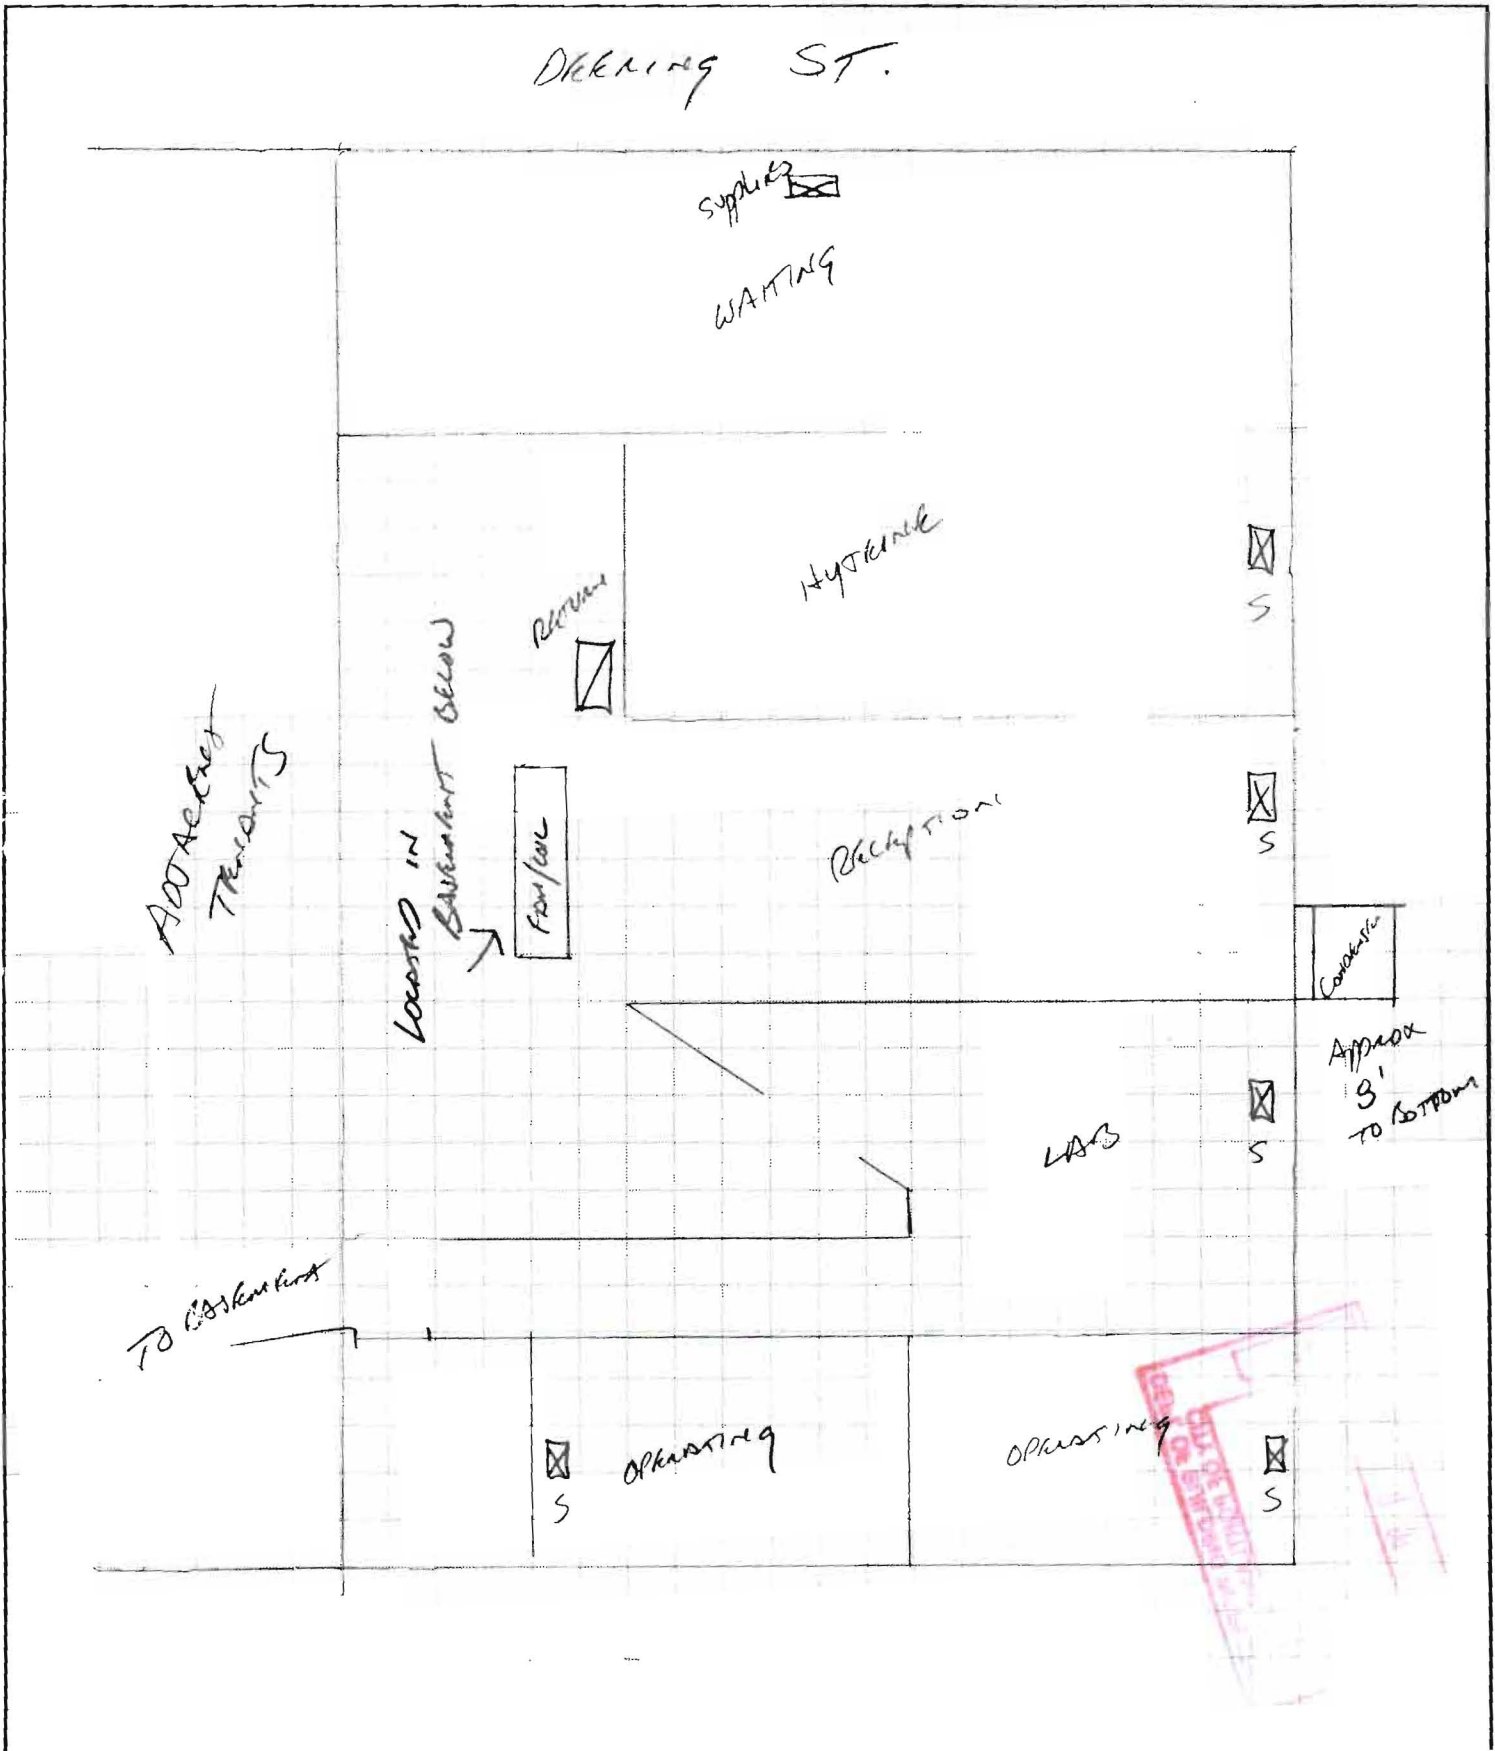 DEERING ST.
Supplies
WAITING
HYGIENE
S
RETURN
LOCATED IN
BASEMENT BELOW
FAN/COIL
ADJACENT
TENANTS
RECEPTION
S
Condenser
Approx
TO BOTTOM
LAB
S
TO BASEMENT
S
OPERATING
OPERATING
S